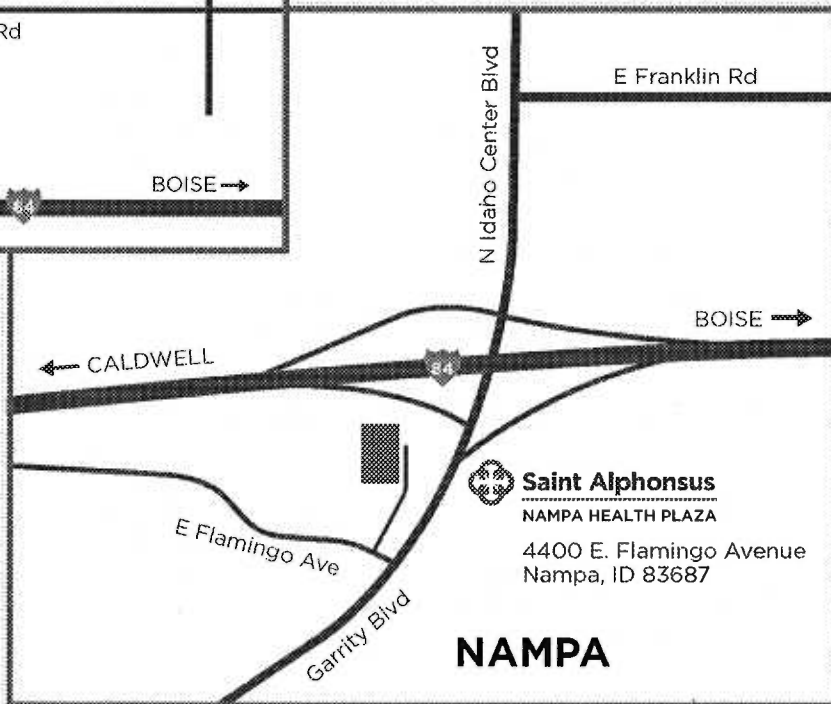 Rd
BOISE
84
N Idaho Center Blvd
E Franklin Rd
BOISE
CALDWELL
84
E Flamingo Ave
Garrity Blvd
Saint Alphonsus
NAMPA HEALTH PLAZA
4400 E. Flamingo Avenue
Nampa, ID 83687
NAMPA